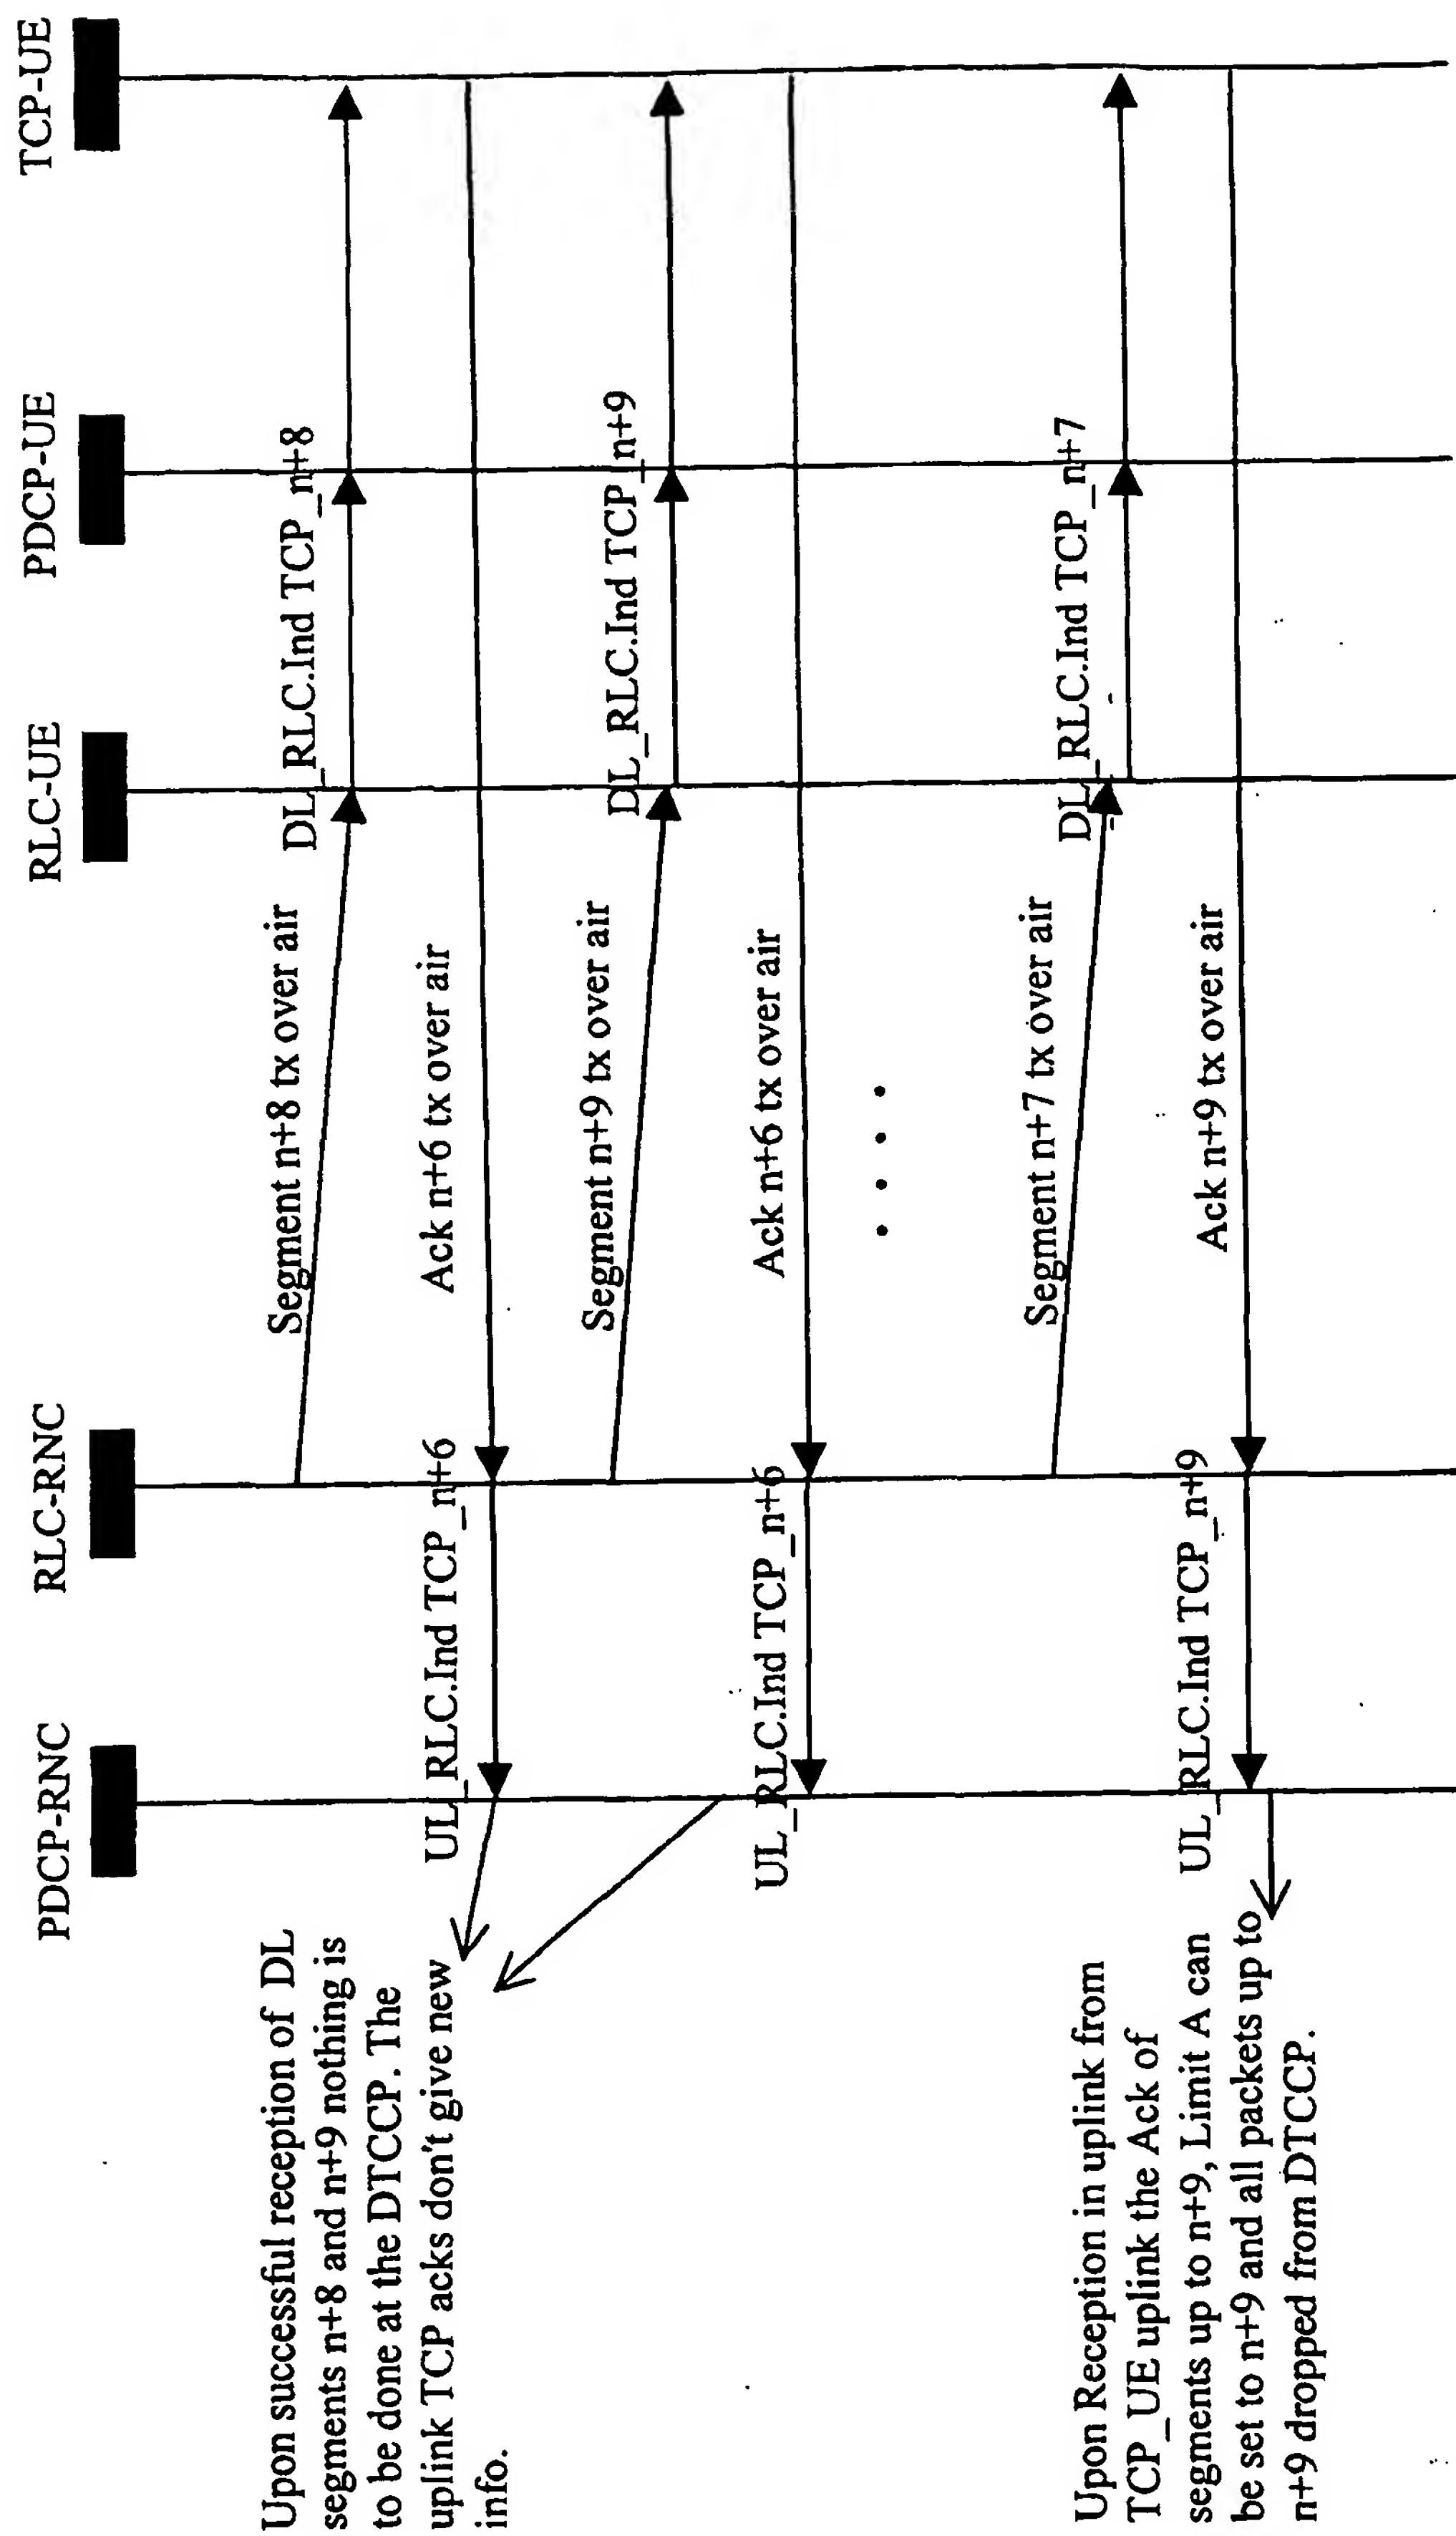 PDCP-RNC
RLC-RNC
RLC-UE
PDCP-UE
TCP-UE
Upon successful reception of DL
segments n+8 and n+9 nothing is
to be done at the DTCCP. The
uplink TCP acks don't give new
info.
Segment n+8 tx over air
DL_RLC.Ind TCP_n+8
UL_RLC.Ind TCP_n+6
Ack n+6 tx over air
Segment n+9 tx over air
DL_RLC.Ind TCP_n+9
UL_RLC.Ind TCP_n+6
Ack n+6 tx over air
. . . .
Upon Reception in uplink from
TCP_UE uplink the Ack of
segments up to n+9, Limit A can
be set to n+9 and all packets up to
n+9 dropped from DTCCP.
Segment n+7 tx over air
DL_RLC.Ind TCP_n+7
UL_RLC.Ind TCP_n+9
Ack n+9 tx over air